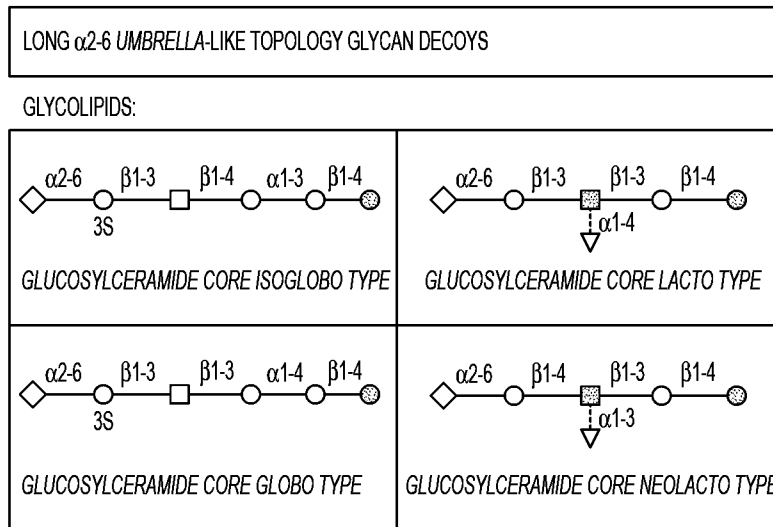 LONG α2-6 UMBRELLA-LIKE TOPOLOGY GLYCAN DECOYS
GLYCOLIPIDS:
α2-6 β1-3 β1-4 α1-3 β1-4
3S
GLUCOSYLCERAMIDE CORE ISOGLOBO TYPE
α2-6 β1-3 β1-3 β1-4
α1-4
GLUCOSYLCERAMIDE CORE LACTO TYPE
α2-6 β1-3 β1-3 α1-4 β1-4
3S
GLUCOSYLCERAMIDE CORE GLOBO TYPE
α2-6 β1-4 β1-3 β1-4
α1-3
GLUCOSYLCERAMIDE CORE NEOLACTO TYPE